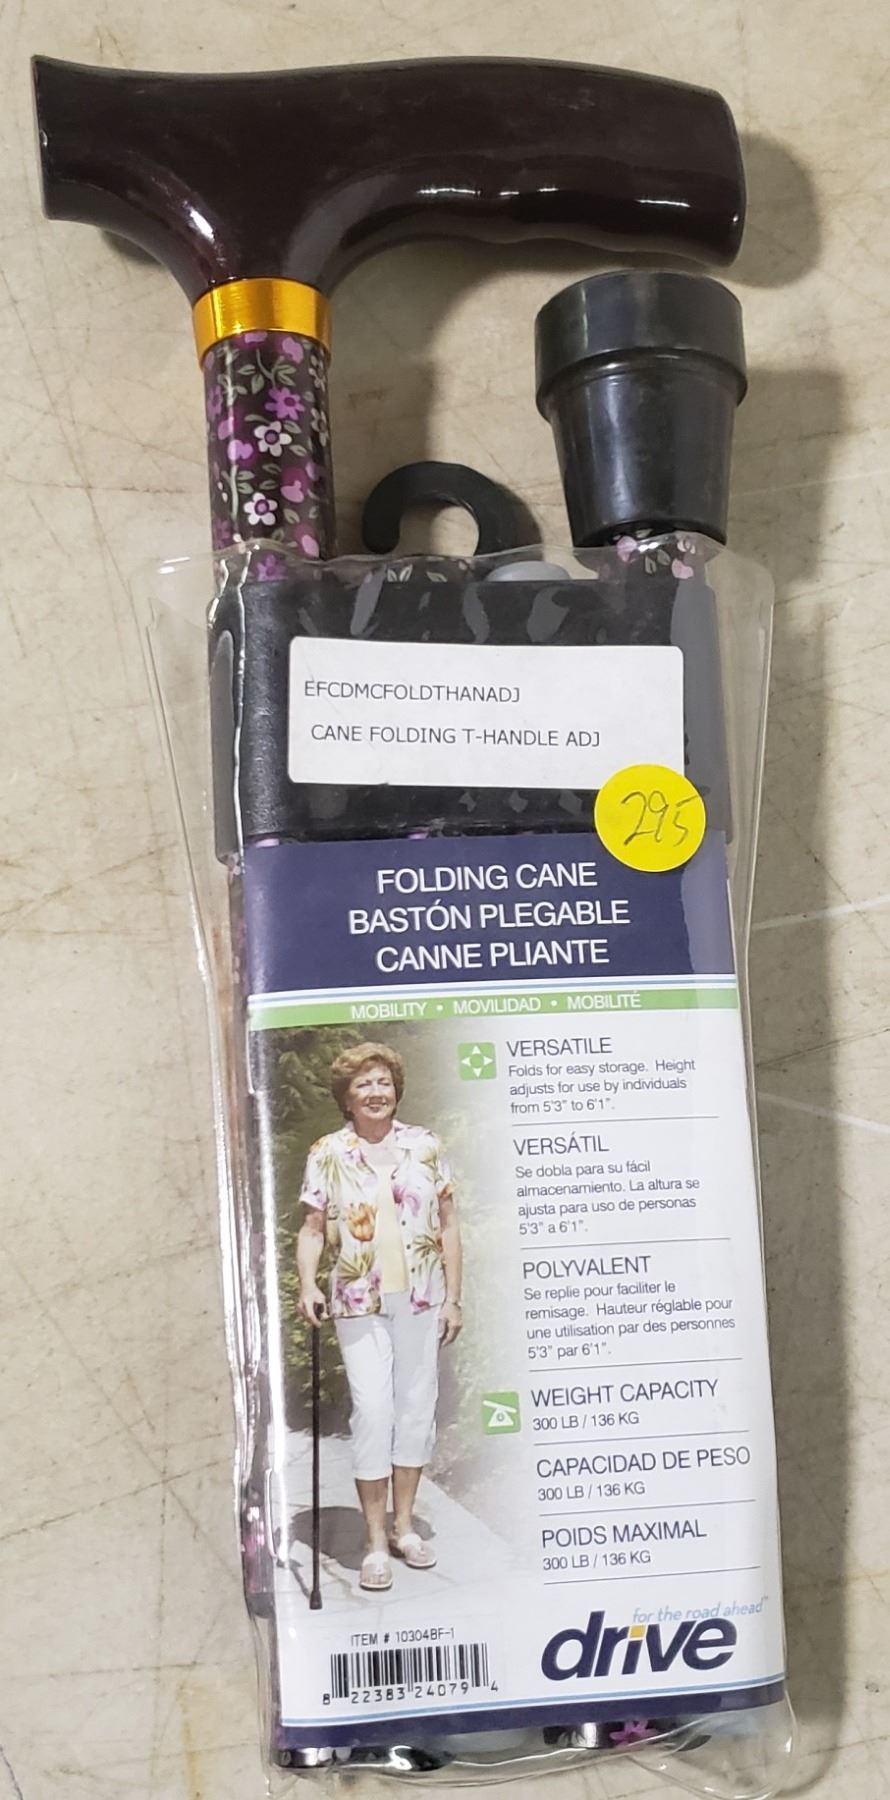 EFCDMCFOLDTHANADJ
CANE FOLDING T-HANDLE ADJ
295
FOLDING CANE
BASTÓN PLEGABLE
CANNE PLIANTE
MOBILITY • MOVILIDAD • MOBILITÉ
VERSATILE
Folds for easy storage. Height
adjusts for use by individuals
from 5'3" to 6'1".
VERSÁTIL
Se dobla para su fácil
almacenamiento. La altura se
ajusta para uso de personas
5'3" a 6'1".
POLYVALENT
Se replie pour faciliter le
remisage. Hauteur réglable pour
une utilisation par des personnes
5'3" par 6'1".
WEIGHT CAPACITY
300 LB / 136 KG
CAPACIDAD DE PESO
300 LB / 136 KG
POIDS MAXIMAL
300 LB / 136 KG
for the road ahead™
drive
ITEM # 10304BF-1
8 22383 24079 4